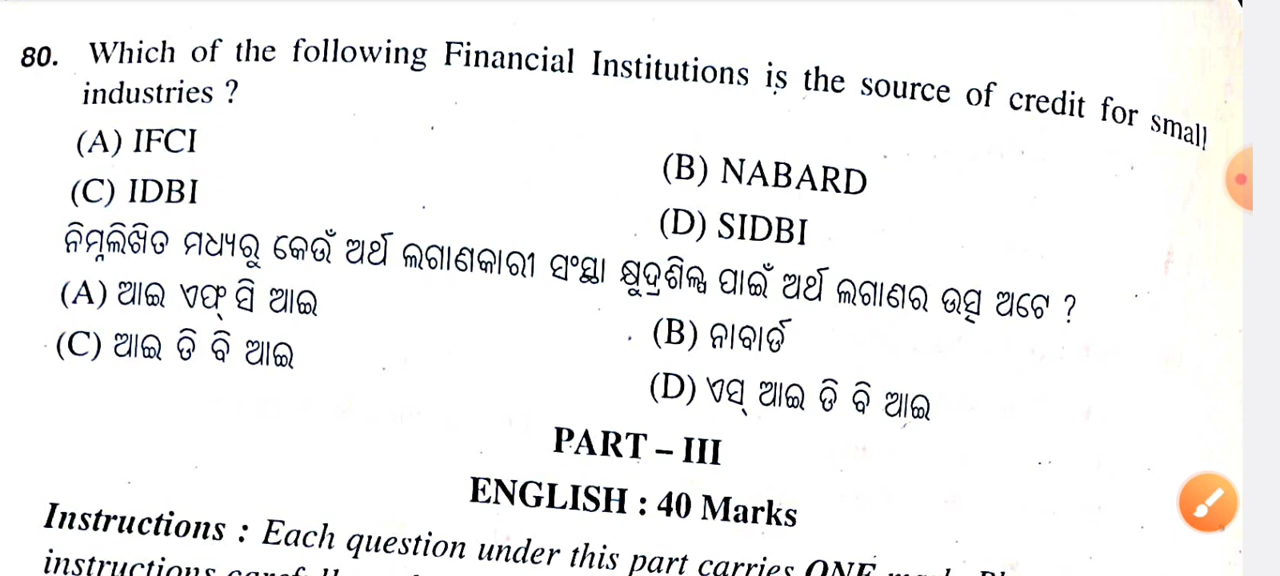 80. Which of the following Financial Institutions is the source of credit for small
industries ?
(A) IFCI
(B) NABARD
(C) IDBI
(D) SIDBI
ନିମ୍ନଲିଖିତ ମଧ୍ୟରୁ କେଉଁ ଅର୍ଥ ଲଗାଣକାରୀ ସଂସ୍ଥା କ୍ଷୁଦ୍ରଶିଳ୍ପ ପାଇଁ ଅର୍ଥ ଲଗାଣର ଉତ୍ସ ଅଟେ ?
(A) ଆଇ ଏଫ୍ ସି ଆଇ
(B) ନାବାର୍ଡ
(C) ଆଇ ଡି ବି ଆଇ
(D) ଏସ୍ ଆଇ ଡି ବି ଆଇ
PART – III
ENGLISH : 40 Marks
Instructions : Each question under this part carries ONE
instructions